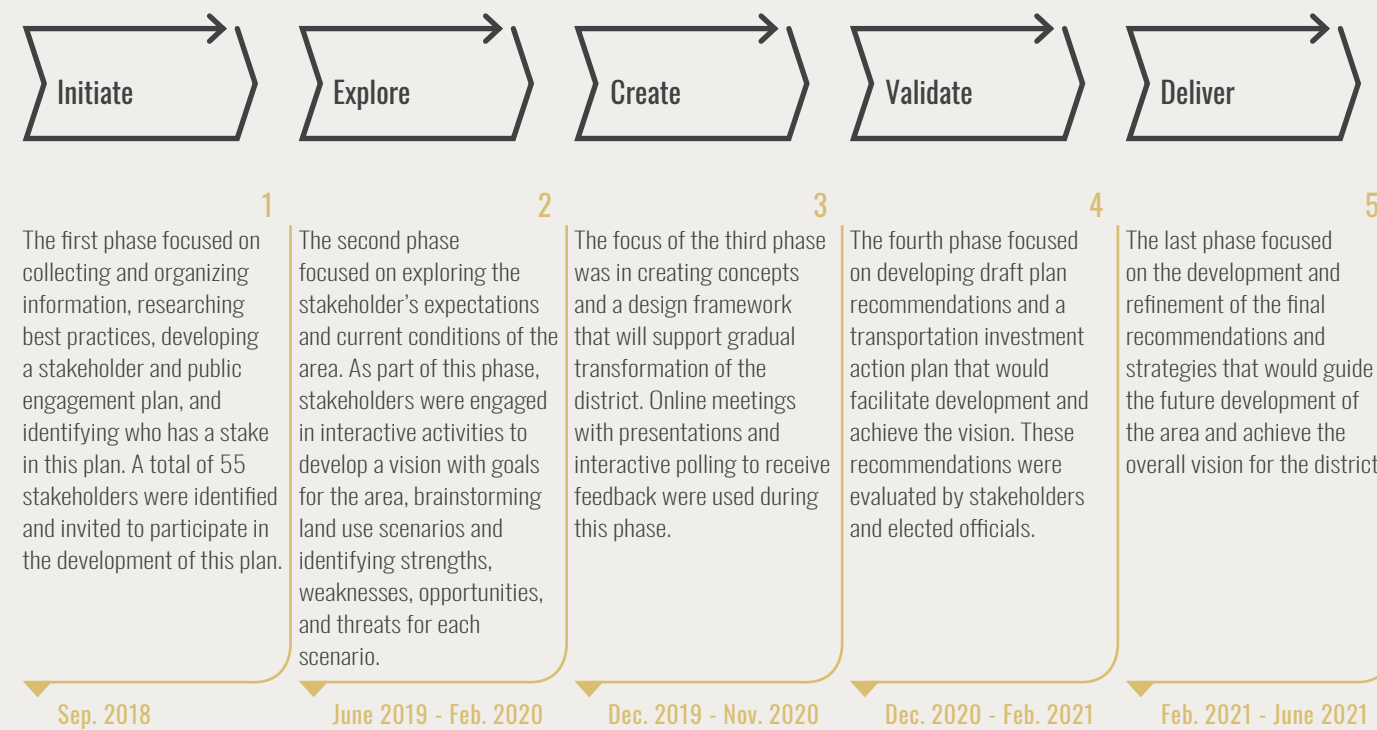 Initiate
Explore
Create
Validate
Deliver
1
The first phase focused on
collecting and organizing
information, researching
best practices, developing
a stakeholder and public
engagement plan, and
identifying who has a stake
in this plan. A total of 55
stakeholders were identified
and invited to participate in
the development of this plan.
Sep. 2018
2
The second phase
focused on exploring the
stakeholder’s expectations
and current conditions of the
area. As part of this phase,
stakeholders were engaged
in interactive activities to
develop a vision with goals
for the area, brainstorming
land use scenarios and
identifying strengths,
weaknesses, opportunities,
and threats for each
scenario.
June 2019 - Feb. 2020
3
The focus of the third phase
was in creating concepts
and a design framework
that will support gradual
transformation of the
district. Online meetings
with presentations and
interactive polling to receive
feedback were used during
this phase.
Dec. 2019 - Nov. 2020
4
The fourth phase focused
on developing draft plan
recommendations and a
transportation investment
action plan that would
facilitate development and
achieve the vision. These
recommendations were
evaluated by stakeholders
and elected officials.
Dec. 2020 - Feb. 2021
5
The last phase focused
on the development and
refinement of the final
recommendations and
strategies that would guide
the future development of
the area and achieve the
overall vision for the district
Feb. 2021 - June 2021